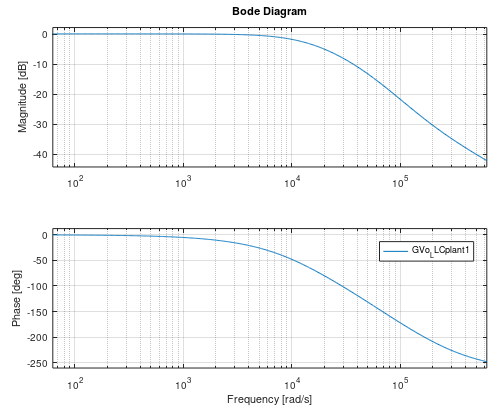 Bode Diagram
0
-10
-20
-30
-40
Magnitude [dB]
10^2 10^3 10^4 10^5
0
-50
-100
-150
-200
-250
Phase [deg]
GVo_LLCplant1
10^2 10^3 10^4 10^5
Frequency [rad/s]